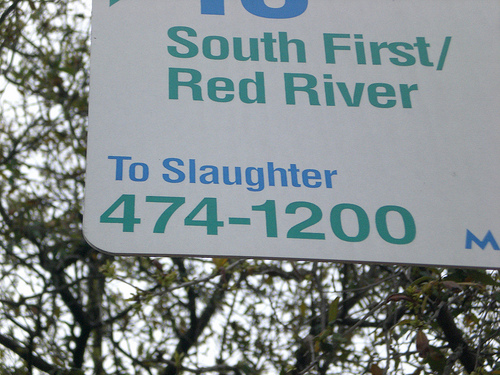 South First/
Red River
To Slaughter
474-1200
M